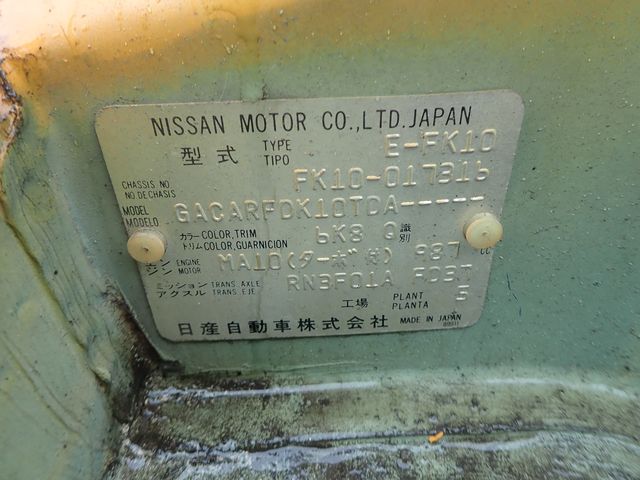 NISSAN MOTOR CO.,LTD.JAPAN
型式 TYPE TIPO E-FK10
CHASSIS NO. NO DE CHASIS FK10-017316
MODEL MODELO GACARFDK10TDA-----
カラー COLOR,TRIM トリム COLOR,GUARNICION 6K8 G 識別
エンジン ENGINE MOTOR MA10(ターボ付) 987 CC
ミッション アクスル TRANS. AXLE TRANS. EJE RN3F01A FC37
工場 PLANT PLANTA 5
日産自動車株式会社 MADE IN JAPAN